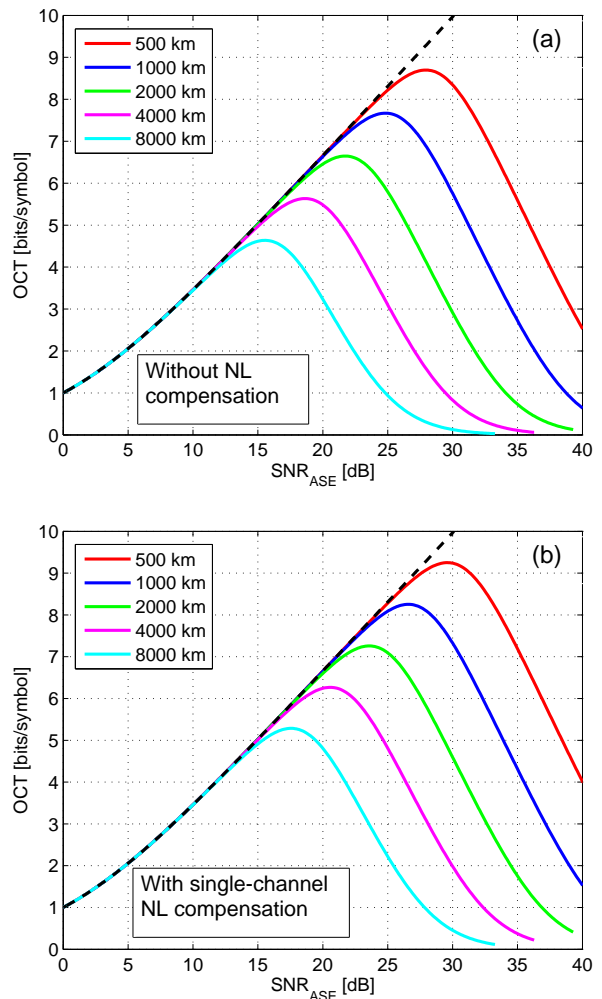 (a)
500 km
1000 km
2000 km
4000 km
8000 km
OCT [bits/symbol]
10
9
8
7
6
5
4
3
2
1
0
Without NL
compensation
0 5 10 15 20 25 30 35 40
SNR_ASE [dB]
(b)
500 km
1000 km
2000 km
4000 km
8000 km
OCT [bits/symbol]
10
9
8
7
6
5
4
3
2
1
0
With single-channel
NL compensation
0 5 10 15 20 25 30 35 40
SNR_ASE [dB]